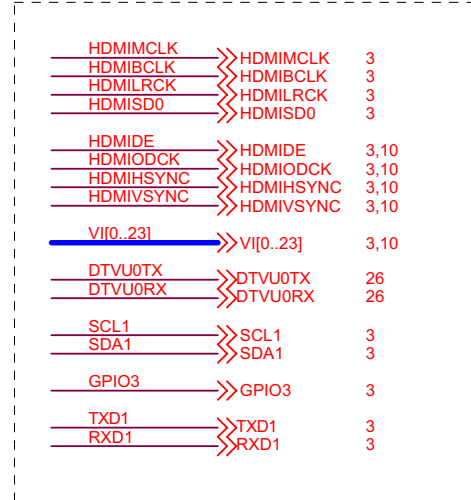 HDMIMCLK HDMIMCLK 3
HDMIBCLK HDMIBCLK 3
HDMILRCK HDMILRCK 3
HDMISD0 HDMISD0 3
HDMIDE HDMIDE 3,10
HDMIODCK HDMIODCK 3,10
HDMIHSYNC HDMIHSYNC 3,10
HDMIVSYNC HDMIVSYNC 3,10
VI[0..23] VI[0..23] 3,10
DTVU0TX DTVU0TX 26
DTVU0RX DTVU0RX 26
SCL1 SCL1 3
SDA1 SDA1 3
GPIO3 GPIO3 3
TXD1 TXD1 3
RXD1 RXD1 3